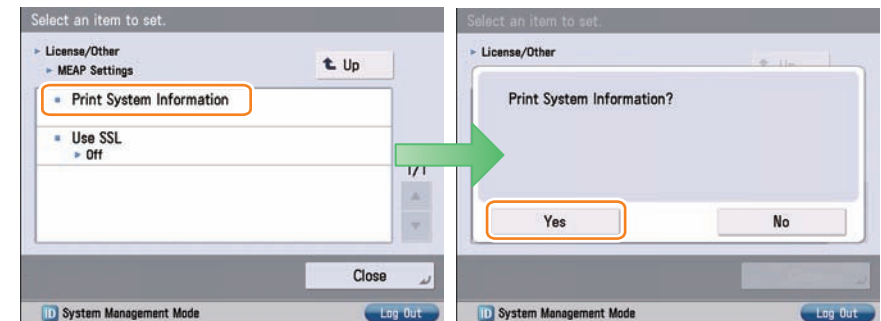 Select an item to set.
License/Other
MEAP Settings
Up
Print System Information
Use SSL
Off
1/1
Close
System Management Mode
Log Out
Select an item to set.
License/Other
Up
Print System Information?
Yes
No
Close
System Management Mode
Log Out